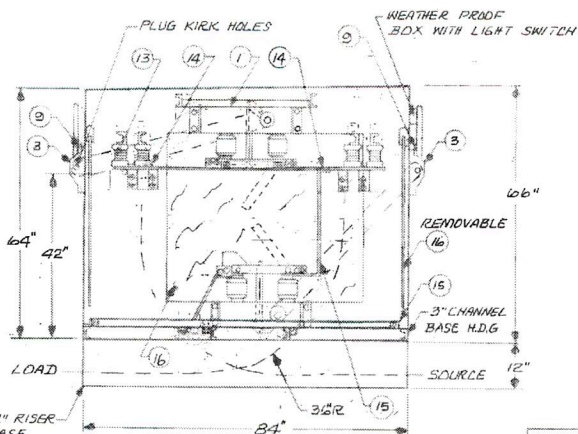 PLUG KIRK HOLES
WEATHER PROOF
BOX WITH LIGHT SWITCH
13
14
1
14
9
9
3
3
64"
42"
66"
REMOVABLE
16
15
3" CHANNEL
BASE H.D.G
12"
LOAD
16
36"R
15
SOURCE
" RISER
84"